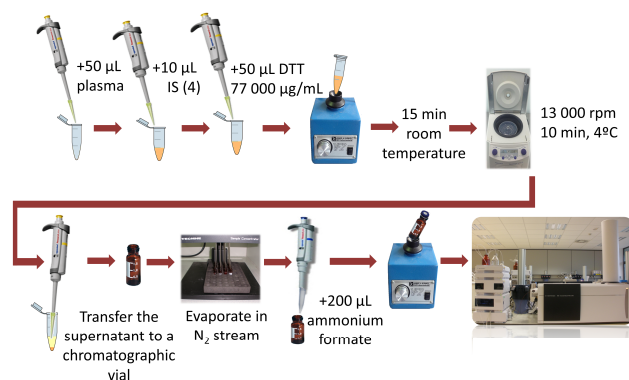 +50 µL
plasma
+10 µL
IS (4)
+50 µL DTT
77 000 µg/mL
15 min
room
temperature
13 000 rpm
10 min, 4ºC
Transfer the
supernatant to a
chromatographic
vial
Evaporate in
N₂ stream
+200 µL
ammonium
formate